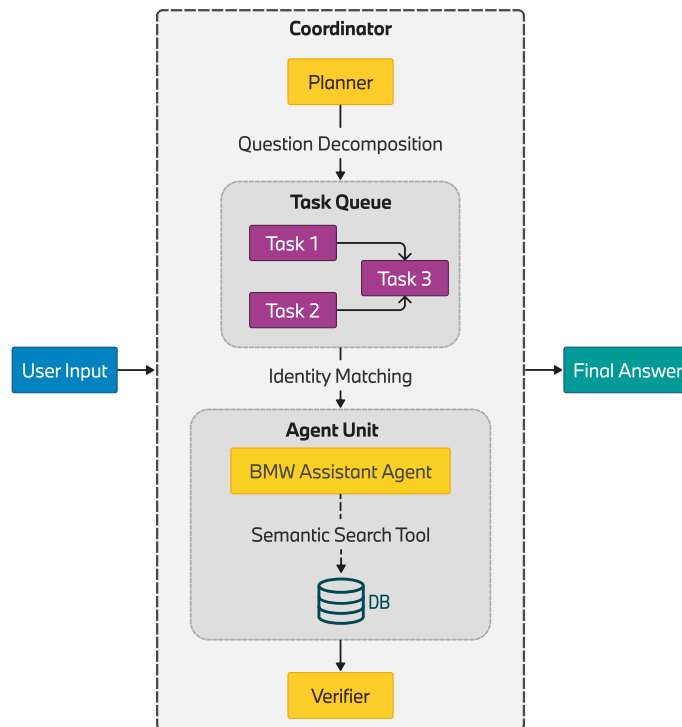 Coordinator
Planner
Question Decomposition
Task Queue
Task 1
Task 3
Task 2
User Input
Identity Matching
Final Answer
Agent Unit
BMW Assistant Agent
Semantic Search Tool
DB
Verifier